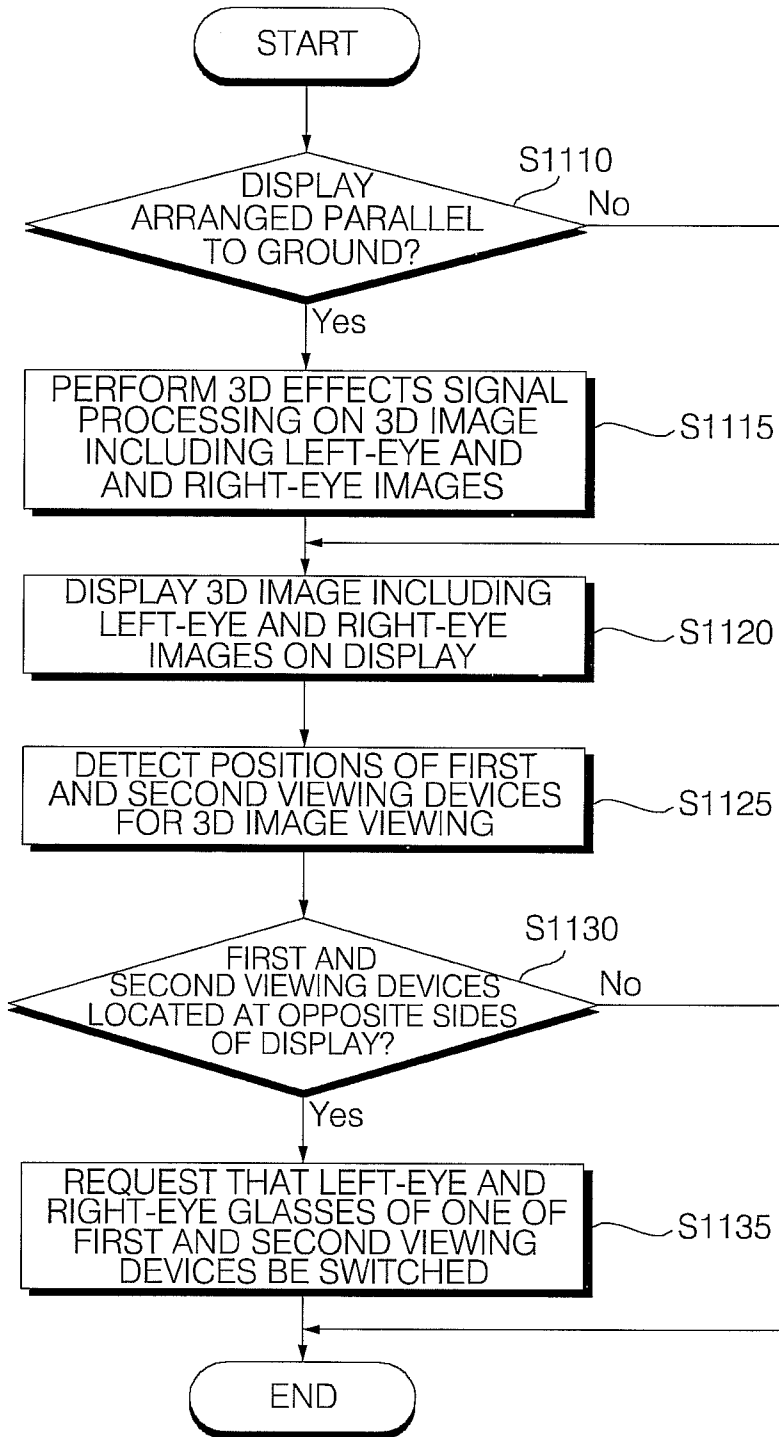 START
S1110
DISPLAY
ARRANGED PARALLEL
TO GROUND?
No
Yes
PERFORM 3D EFFECTS SIGNAL
PROCESSING ON 3D IMAGE
INCLUDING LEFT-EYE AND
AND RIGHT-EYE IMAGES
S1115
DISPLAY 3D IMAGE INCLUDING
LEFT-EYE AND RIGHT-EYE
IMAGES ON DISPLAY
S1120
DETECT POSITIONS OF FIRST
AND SECOND VIEWING DEVICES
FOR 3D IMAGE VIEWING
S1125
S1130
FIRST AND
SECOND VIEWING DEVICES
LOCATED AT OPPOSITE SIDES
OF DISPLAY?
No
Yes
REQUEST THAT LEFT-EYE AND
RIGHT-EYE GLASSES OF ONE OF
FIRST AND SECOND VIEWING
DEVICES BE SWITCHED
S1135
END